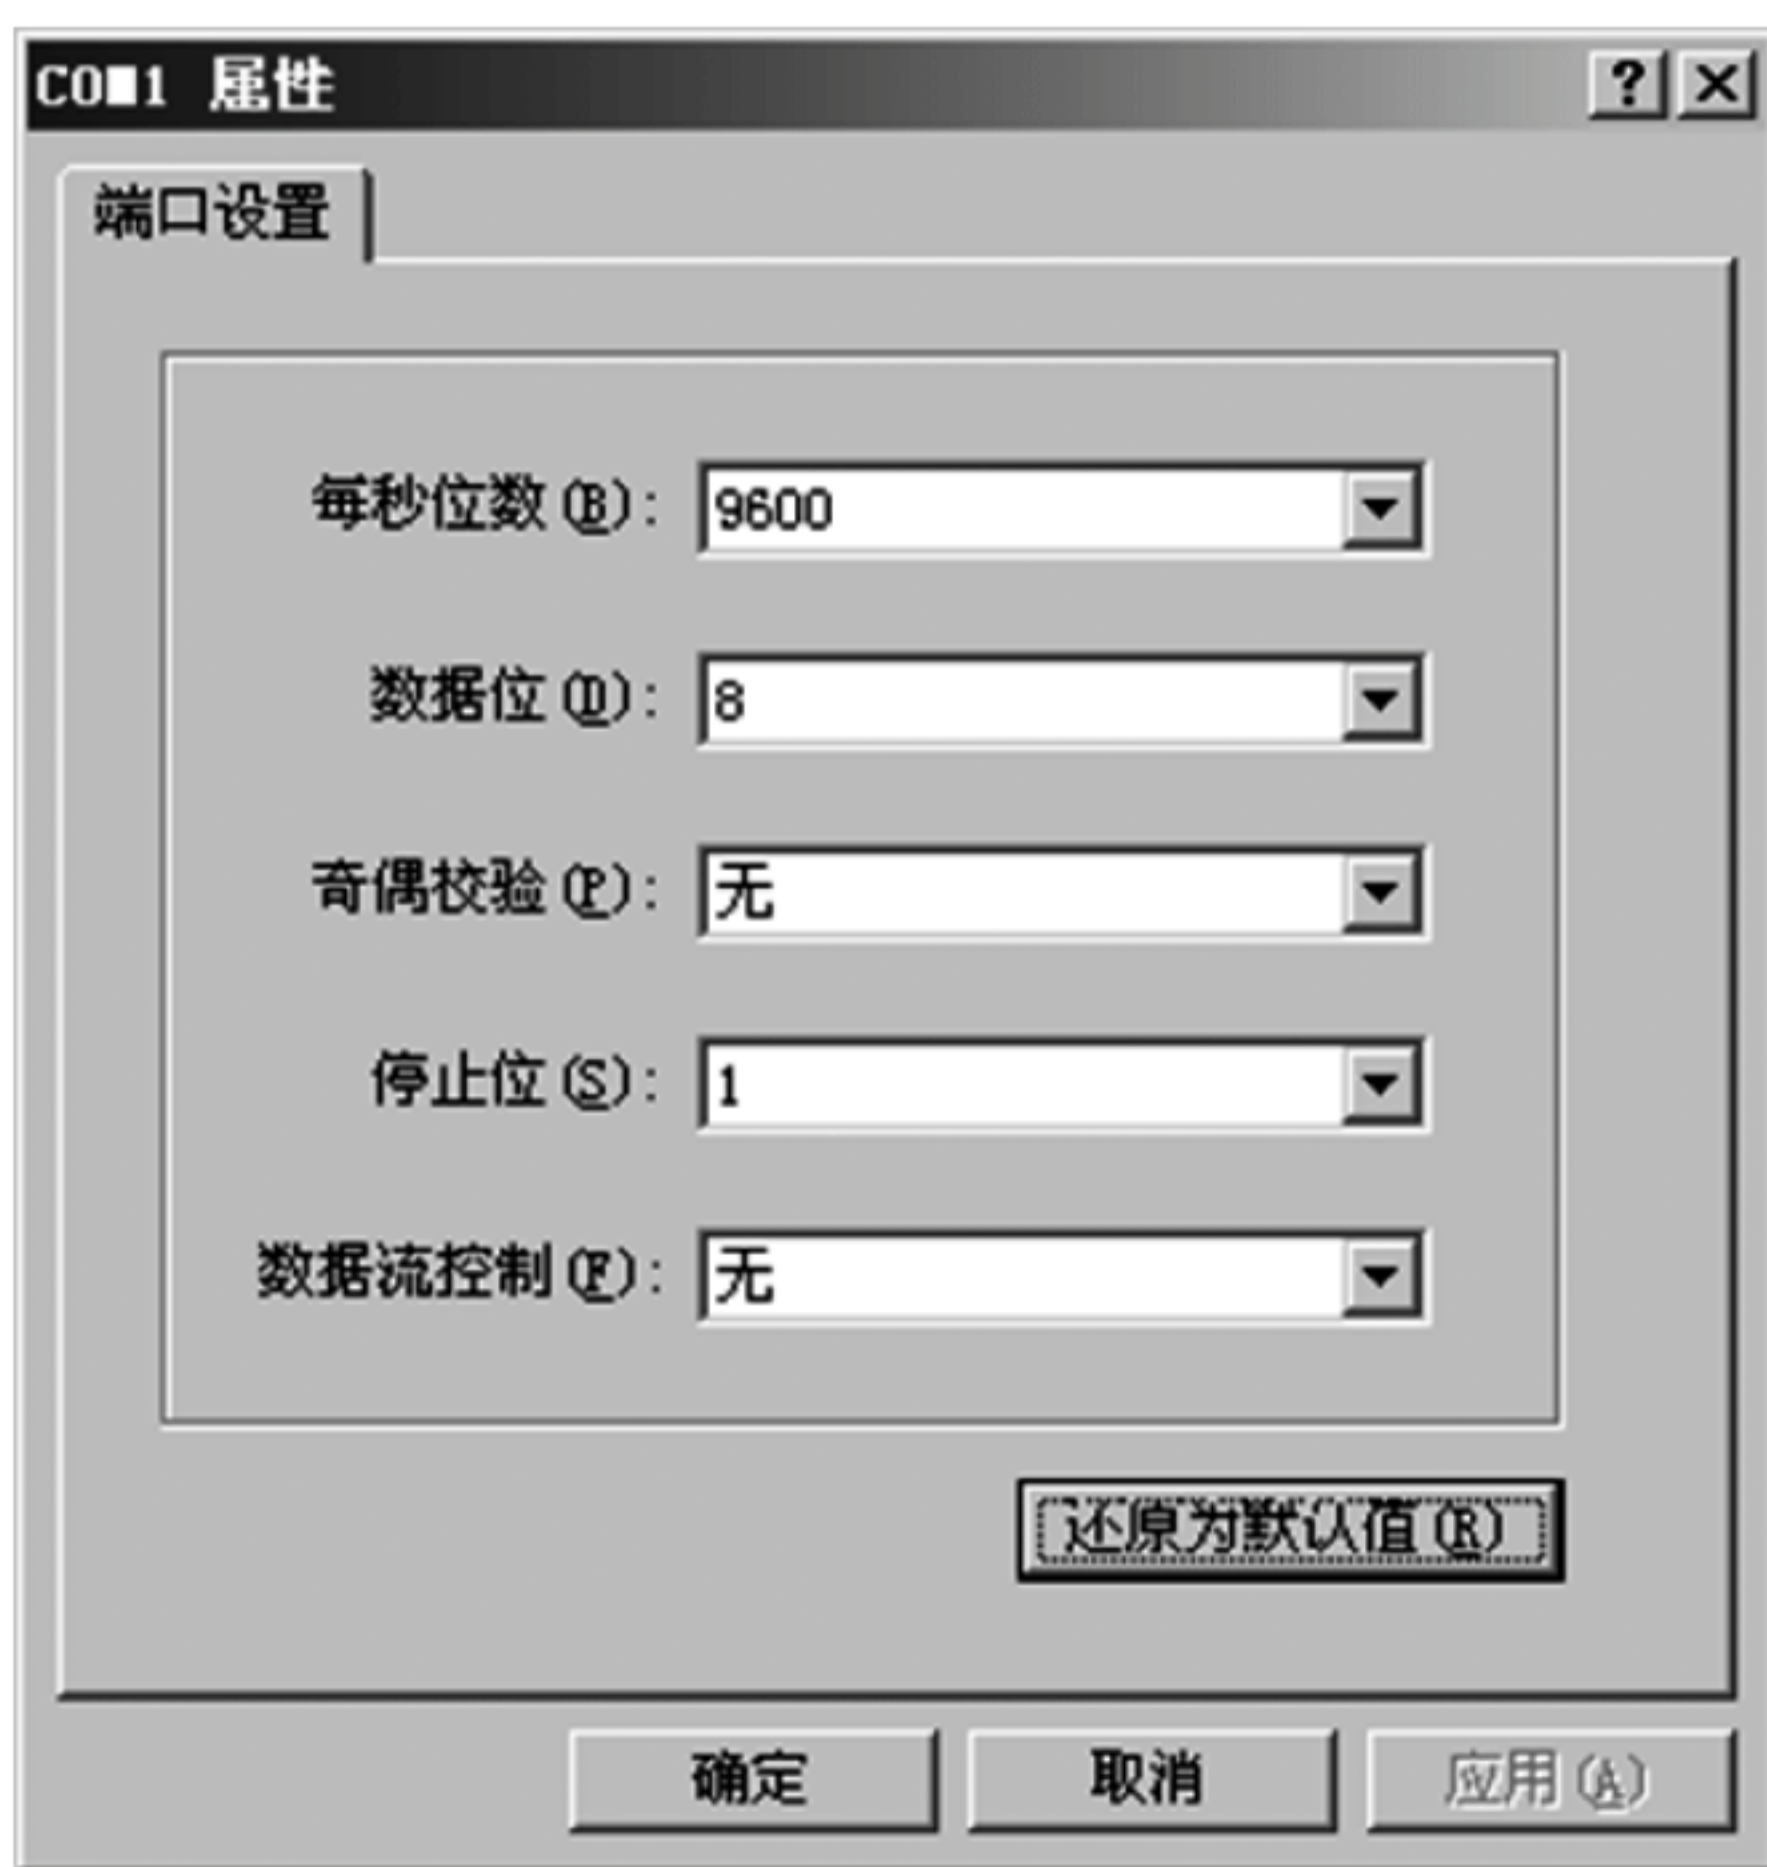 COM1 属性
端口设置
每秒位数(B): 9600
数据位(D): 8
奇偶校验(P): 无
停止位(S): 1
数据流控制(F): 无
还原为默认值(R)
确定 取消 应用(A)